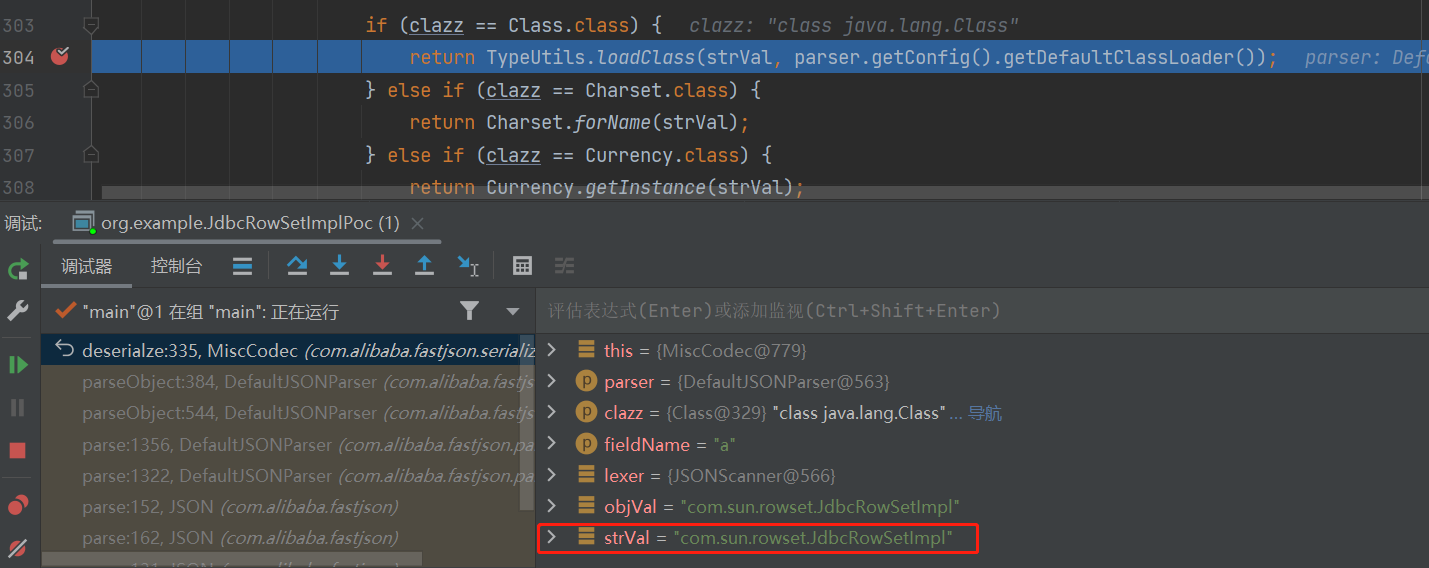 303 if (clazz == Class.class) { clazz: "class java.lang.Class"
304 return TypeUtils.loadClass(strVal, parser.getConfig().getDefaultClassLoader()); parser: Defa
305 } else if (clazz == Charset.class) {
306 return Charset.forName(strVal);
307 } else if (clazz == Currency.class) {
308 return Currency.getInstance(strVal);
调试: org.example.JdbcRowSetImplPoc (1)
调试器 控制台
"main"@1 在组 "main": 正在运行
评估表达式(Enter)或添加监视(Ctrl+Shift+Enter)
deserialze:335, MiscCodec (com.alibaba.fastjson.serializ
parseObject:384, DefaultJSONParser (com.alibaba.fastjs
parseObject:544, DefaultJSONParser (com.alibaba.fastjs
parse:1356, DefaultJSONParser (com.alibaba.fastjson.pa
parse:1322, DefaultJSONParser (com.alibaba.fastjson.pa
parse:152, JSON (com.alibaba.fastjson)
parse:162, JSON (com.alibaba.fastjson)
this = {MiscCodec@779}
p parser = {DefaultJSONParser@563}
p clazz = {Class@329} "class java.lang.Class" ... 导航
p fieldName = "a"
lexer = {JSONScanner@566}
objVal = "com.sun.rowset.JdbcRowSetImpl"
strVal = "com.sun.rowset.JdbcRowSetImpl"